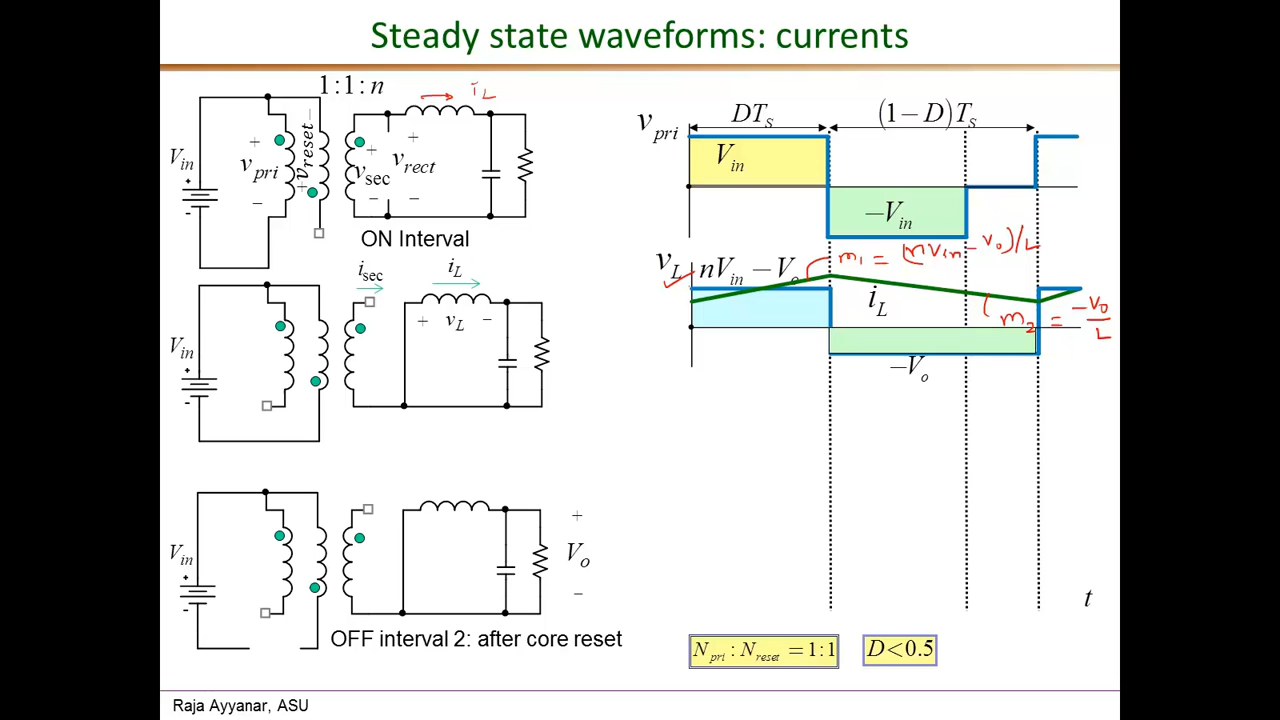 Steady state waveforms: currents
1:1:n
i_L
V_in
+
-
+
v_pri
−
−
v_reset
+
+
v_sec
−
+
v_rect
−
ON Interval
i_sec
i_L
V_in
+
-
+ v_L −
V_in
+
-
+
V_o
−
OFF interval 2: after core reset
v_pri
DT_s
(1−D)T_s
V_in
−V_in
m_1 = (nV_in − V_o)/L
v_L
nV_in − V_o
i_L
m_2 = −V_o/L
−V_o
t
N_pri : N_reset = 1:1
D < 0.5
Raja Ayyanar, ASU